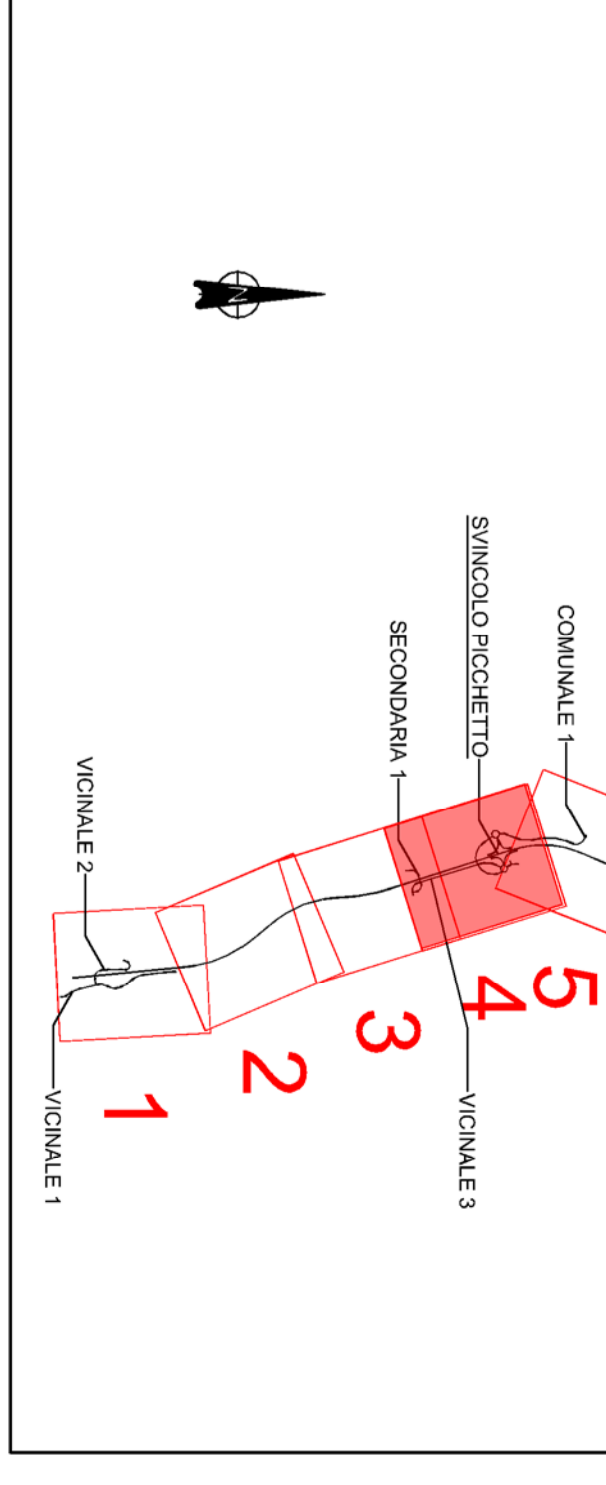 N
COMUNALE 1
SVINCOLO PICCHETTO
SECONDARIA 1
VICINALE 2
5
4
3
2
1
VICINALE 3
VICINALE 1